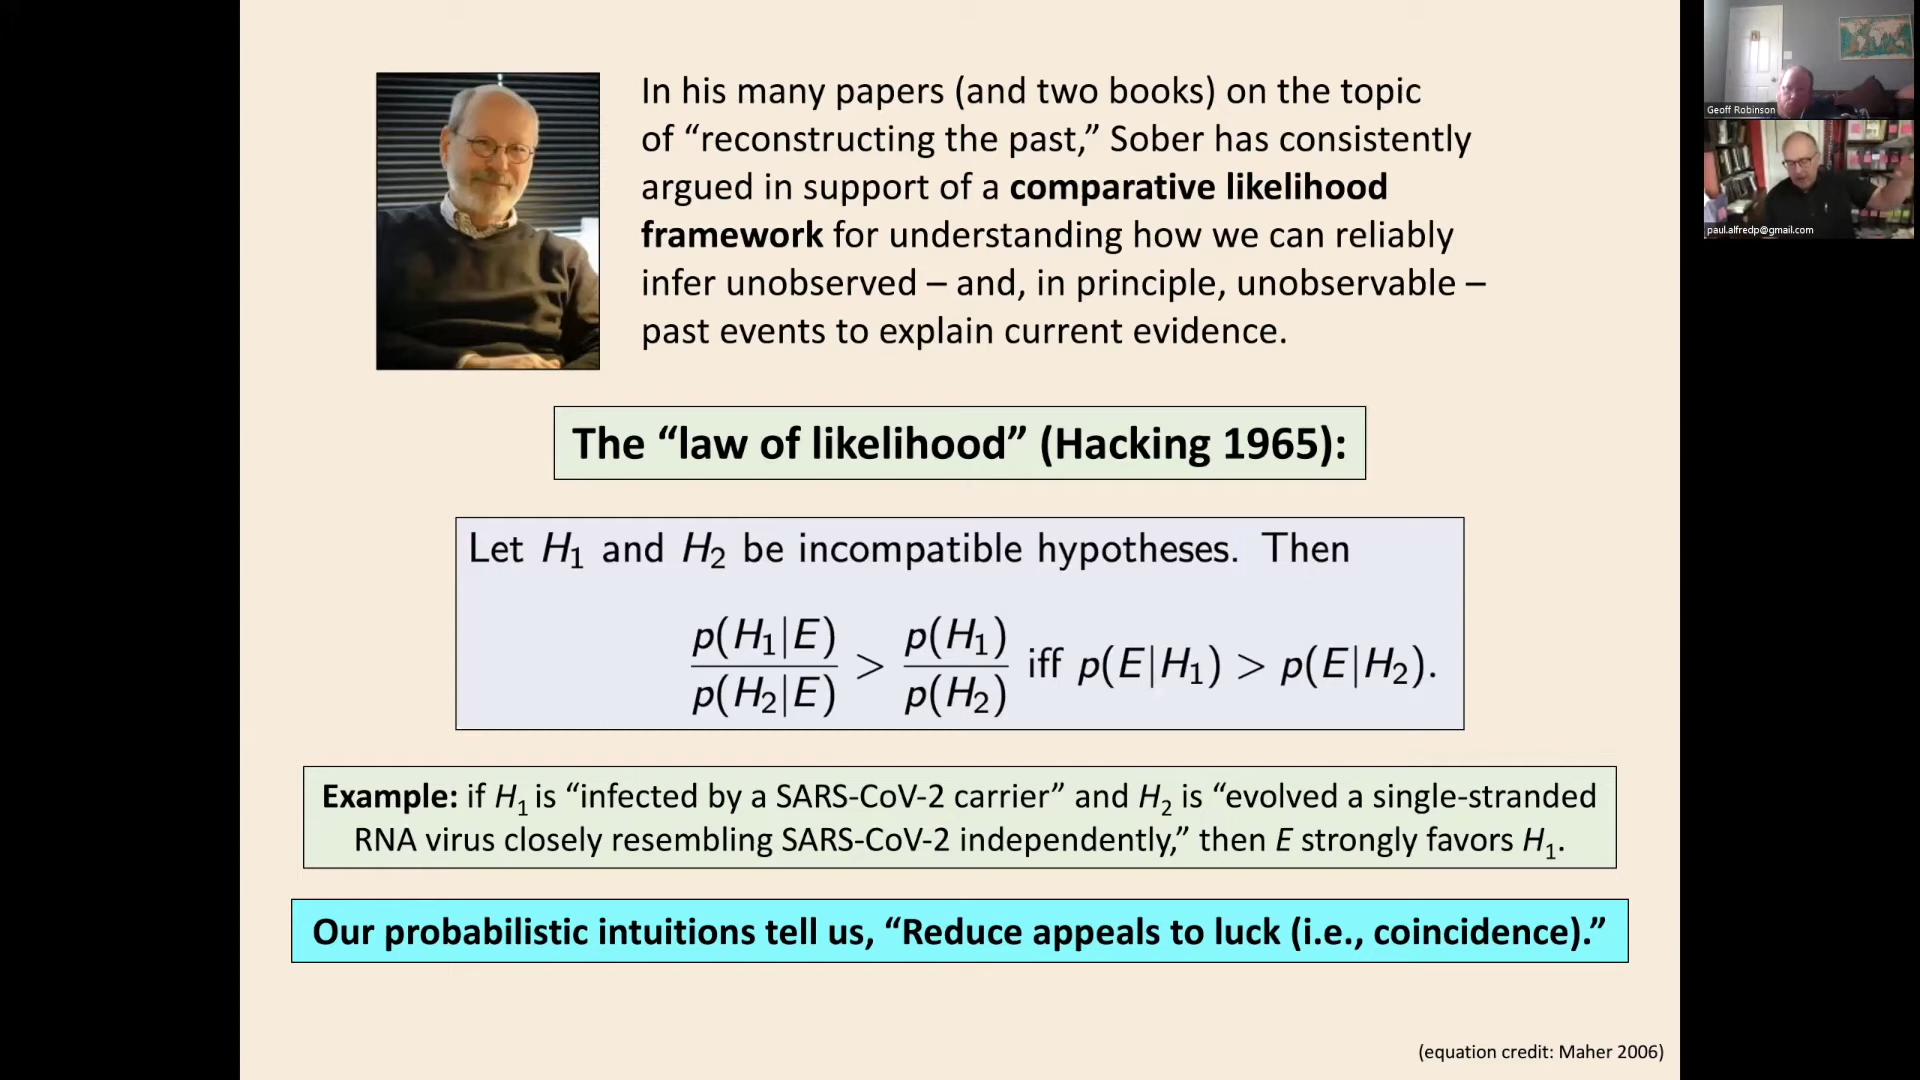 In his many papers (and two books) on the topic
of “reconstructing the past,” Sober has consistently
argued in support of a comparative likelihood
framework for understanding how we can reliably
infer unobserved – and, in principle, unobservable –
past events to explain current evidence.
The “law of likelihood” (Hacking 1965):
Let H₁ and H₂ be incompatible hypotheses. Then
p(H₁|E) / p(H₂|E) > p(H₁) / p(H₂) iff p(E|H₁) > p(E|H₂).
Example: if H₁ is “infected by a SARS-CoV-2 carrier” and H₂ is “evolved a single-stranded
RNA virus closely resembling SARS-CoV-2 independently,” then E strongly favors H₁.
Our probabilistic intuitions tell us, “Reduce appeals to luck (i.e., coincidence).”
(equation credit: Maher 2006)
Geoff Robinson
paul.alfredp@gmail.com